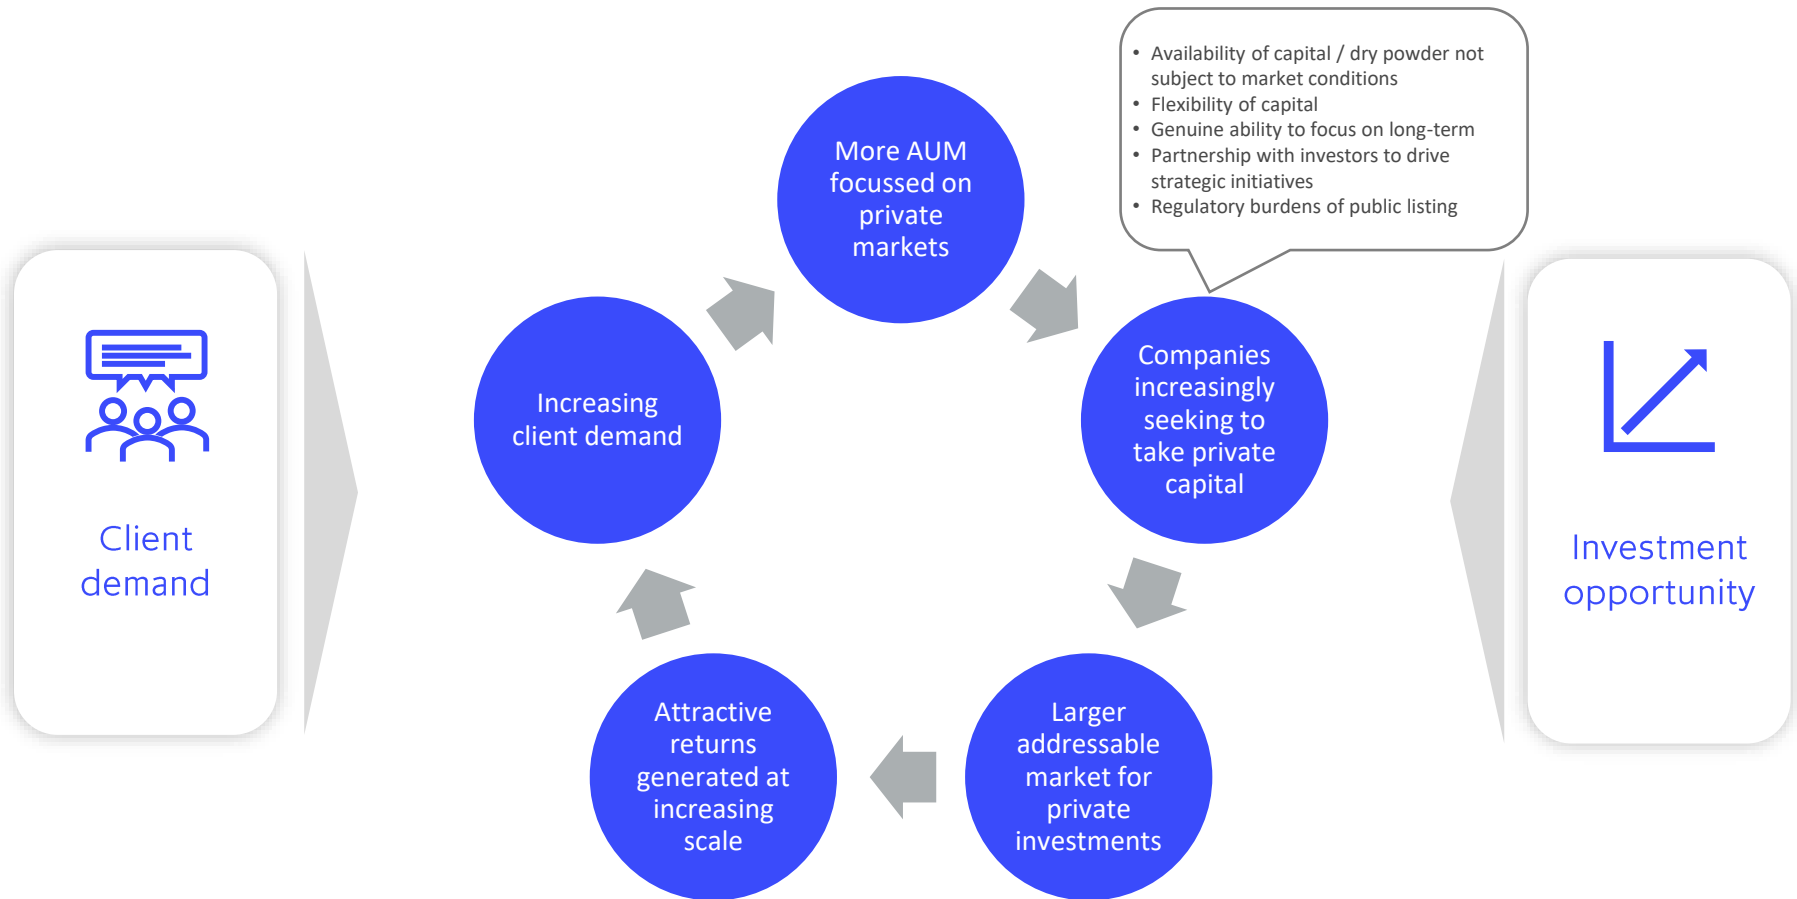 • Availability of capital / dry powder not
subject to market conditions
• Flexibility of capital
• Genuine ability to focus on long-term
• Partnership with investors to drive
strategic initiatives
• Regulatory burdens of public listing
More AUM
focussed on
private
markets
Companies
increasingly
seeking to
take private
capital
Larger
addressable
market for
private
investments
Attractive
returns
generated at
increasing
scale
Increasing
client demand
Client
demand
Investment
opportunity